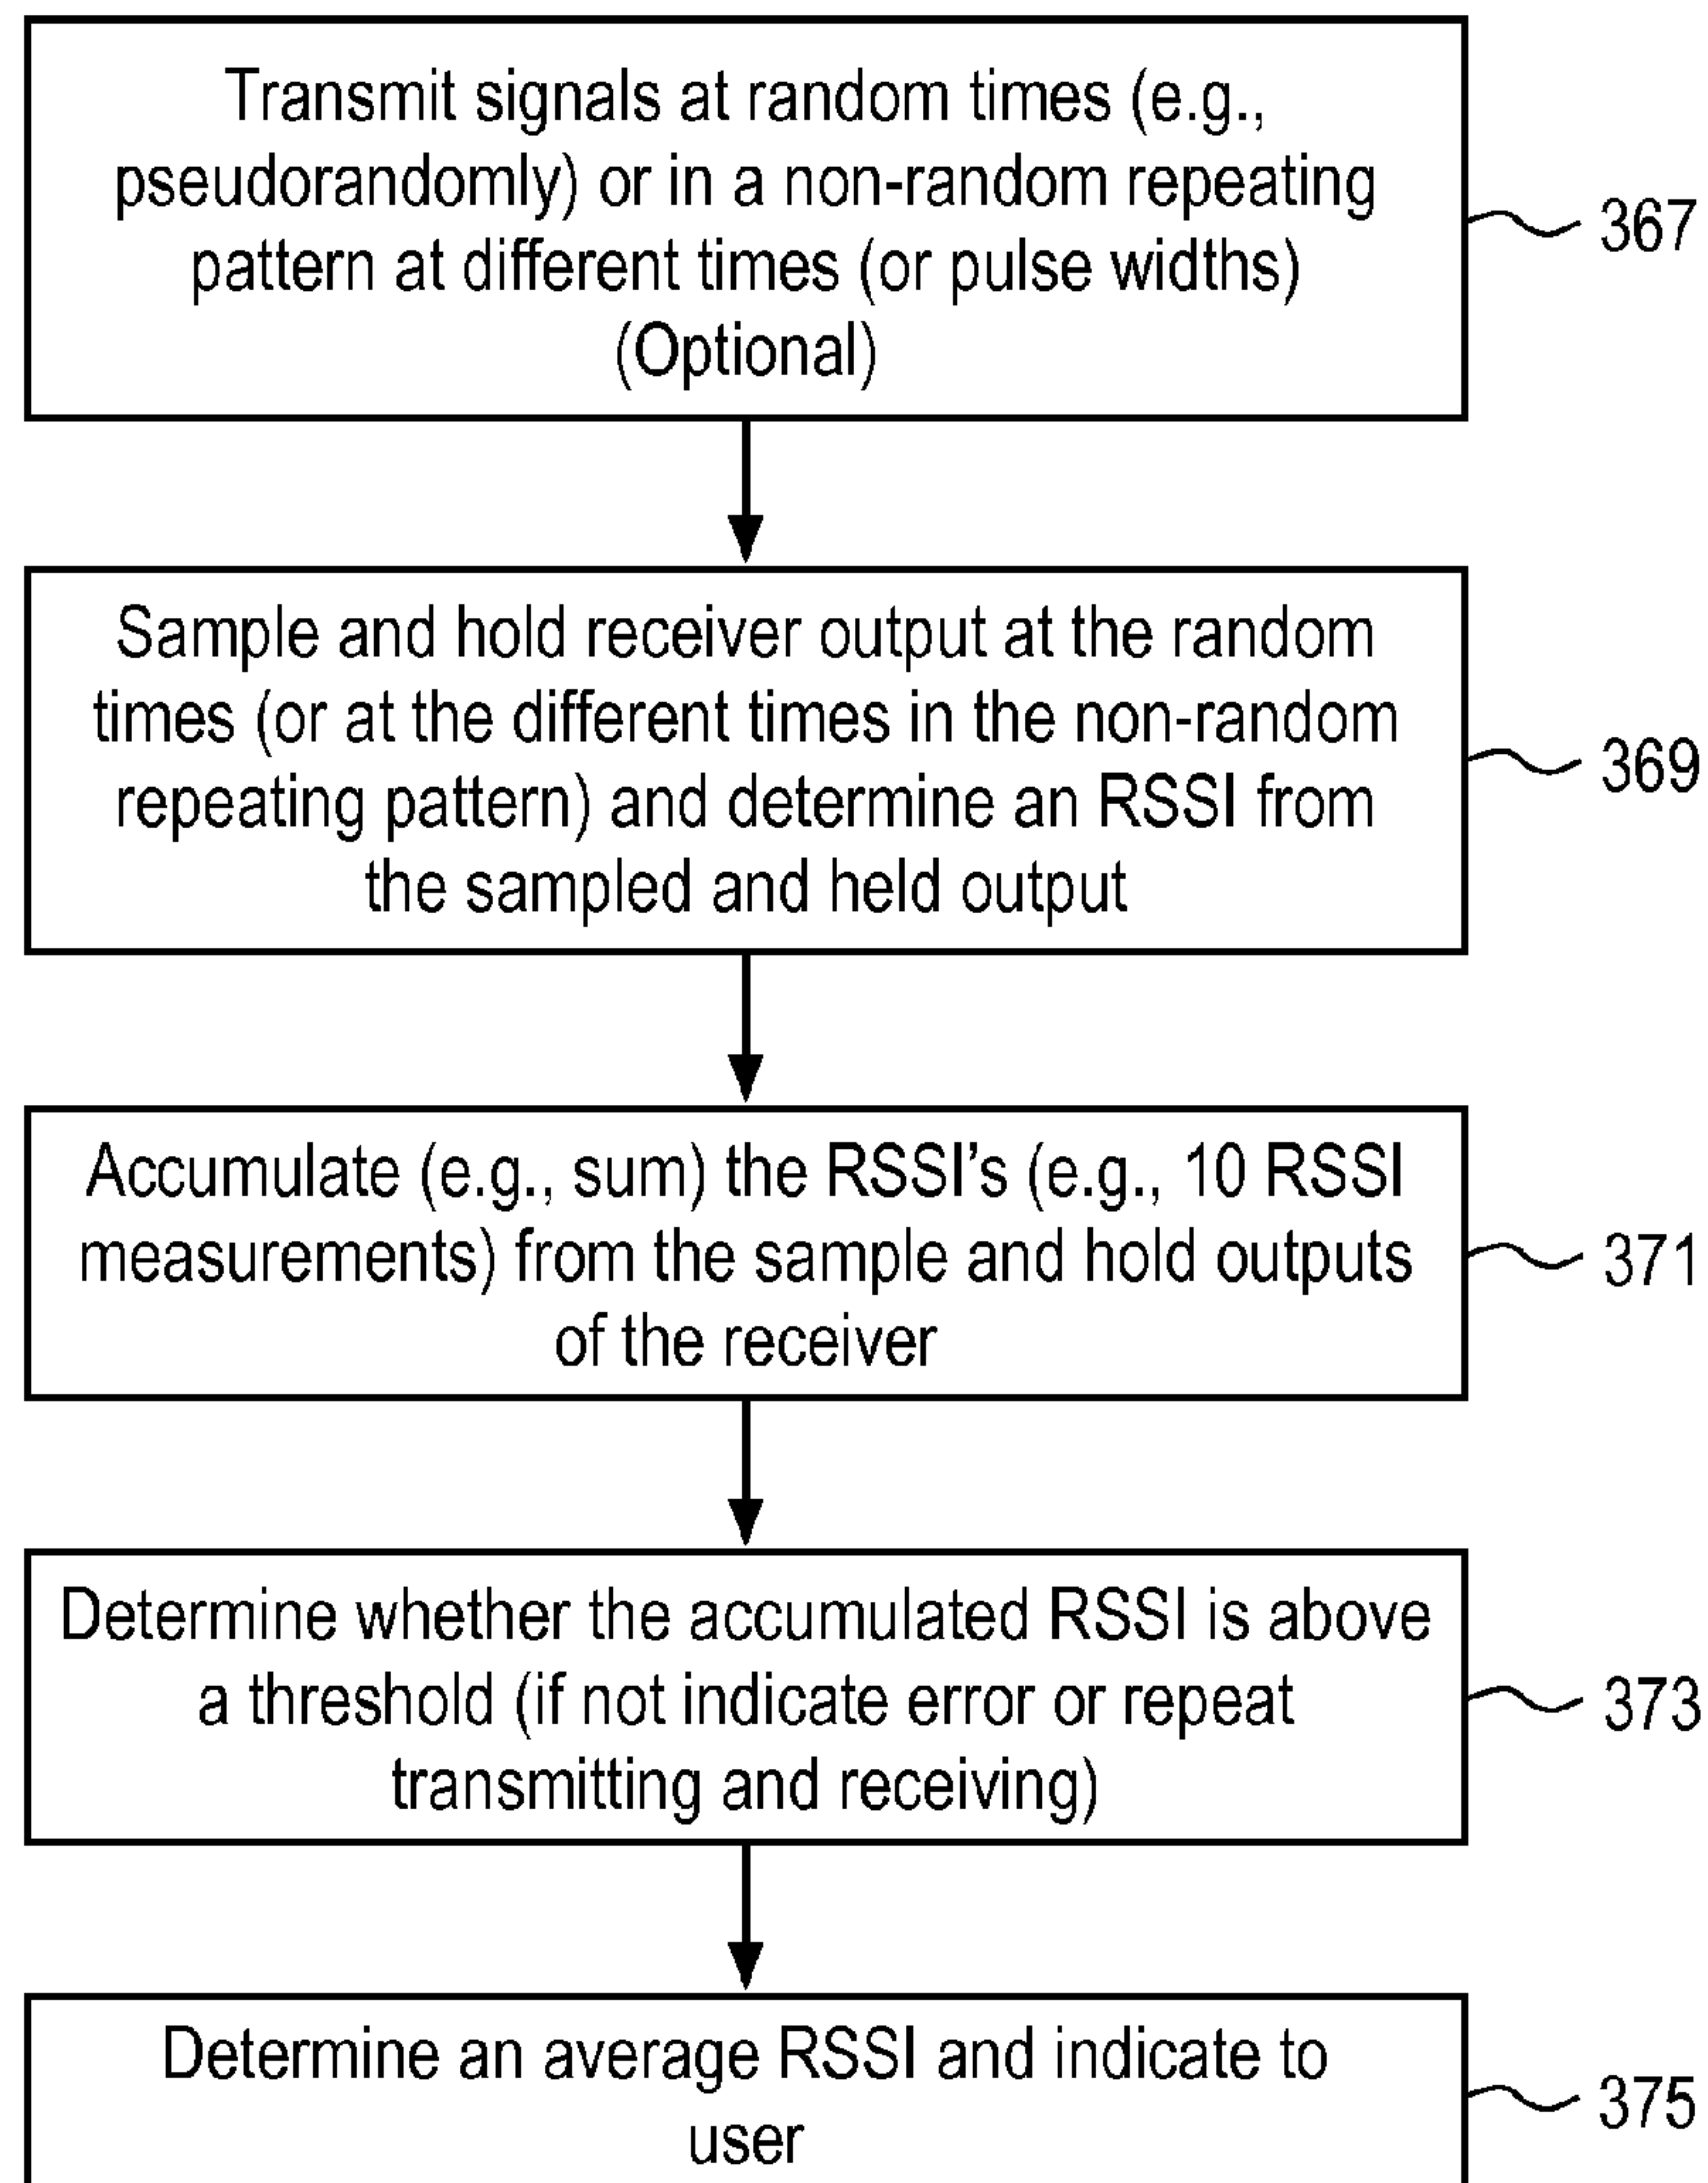 Transmit signals at random times (e.g.,
pseudorandomly) or in a non-random repeating
pattern at different times (or pulse widths)
(Optional)
367
Sample and hold receiver output at the random
times (or at the different times in the non-random
repeating pattern) and determine an RSSI from
the sampled and held output
369
Accumulate (e.g., sum) the RSSI’s (e.g., 10 RSSI
measurements) from the sample and hold outputs
of the receiver
371
Determine whether the accumulated RSSI is above
a threshold (if not indicate error or repeat
transmitting and receiving)
373
Determine an average RSSI and indicate to
user
375